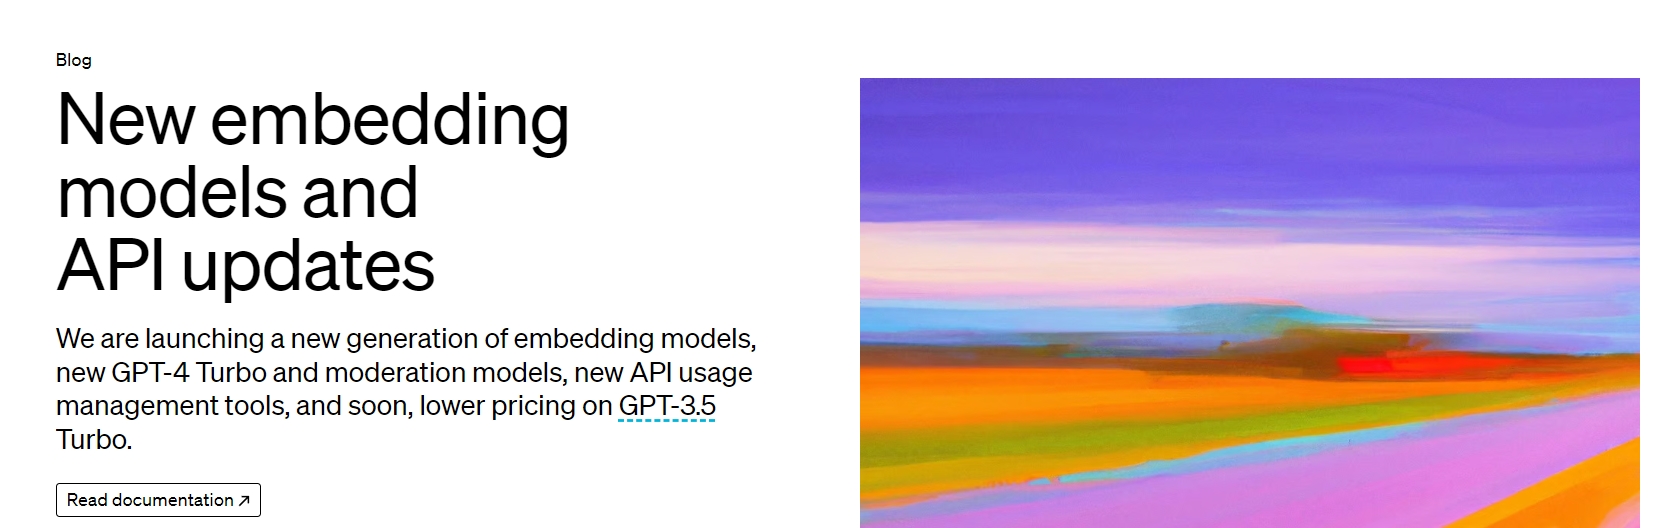 Blog
New embedding
models and
API updates
We are launching a new generation of embedding models,
new GPT-4 Turbo and moderation models, new API usage
management tools, and soon, lower pricing on GPT-3.5
Turbo.
Read documentation ↗